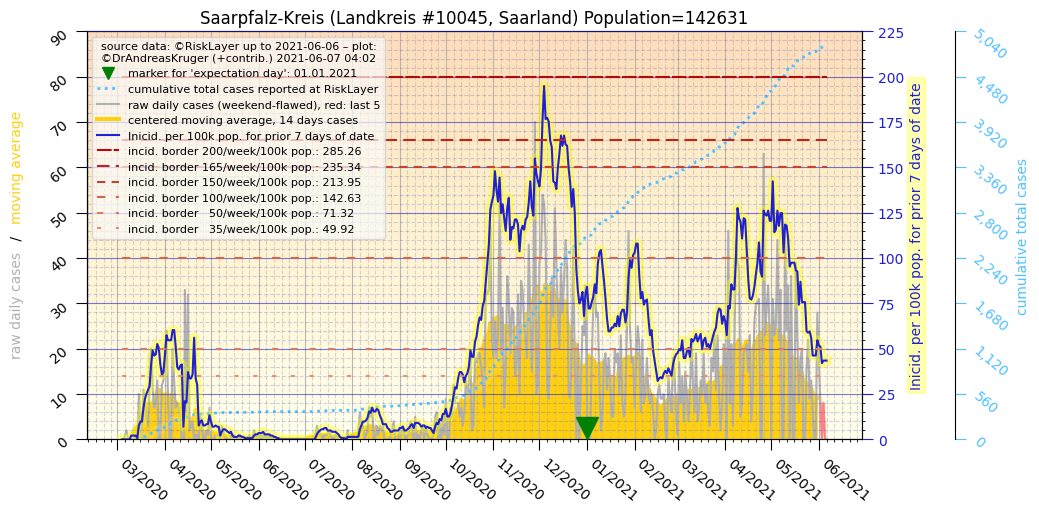 Saarpfalz-Kreis (Landkreis #10045, Saarland) Population=142631
source data: ©RiskLayer up to 2021-06-06 – plot:
©DrAndreasKruger (+contrib.) 2021-06-07 04:02
marker for 'expectation day': 01.01.2021
cumulative total cases reported at RiskLayer
raw daily cases (weekend-flawed), red: last 5
centered moving average, 14 days cases
Inicid. per 100k pop. for prior 7 days of date
incid. border 200/week/100k pop.: 285.26
incid. border 165/week/100k pop.: 235.34
incid. border 150/week/100k pop.: 213.95
incid. border 100/week/100k pop.: 142.63
incid. border   50/week/100k pop.: 71.32
incid. border   35/week/100k pop.: 49.92
raw daily cases / moving average
90
80
70
60
50
40
30
20
10
0
225
200
175
150
125
100
75
50
25
0
Inicid. per 100k pop. for prior 7 days of date
5,040
4,480
3,920
3,360
2,800
2,240
1,680
1,120
560
0
cumulative total cases
03/2020
04/2020
05/2020
06/2020
07/2020
08/2020
09/2020
10/2020
11/2020
12/2020
01/2021
02/2021
03/2021
04/2021
05/2021
06/2021